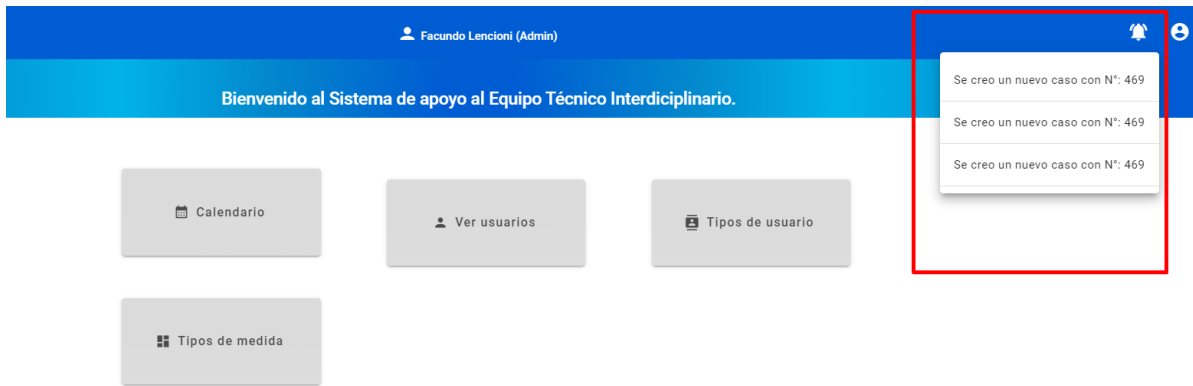 Facundo Lencioni (Admin)
Bienvenido al Sistema de apoyo al Equipo Técnico Interdiciplinario.
Se creo un nuevo caso con N°: 469
Se creo un nuevo caso con N°: 469
Se creo un nuevo caso con N°: 469
Calendario
Ver usuarios
Tipos de usuario
Tipos de medida